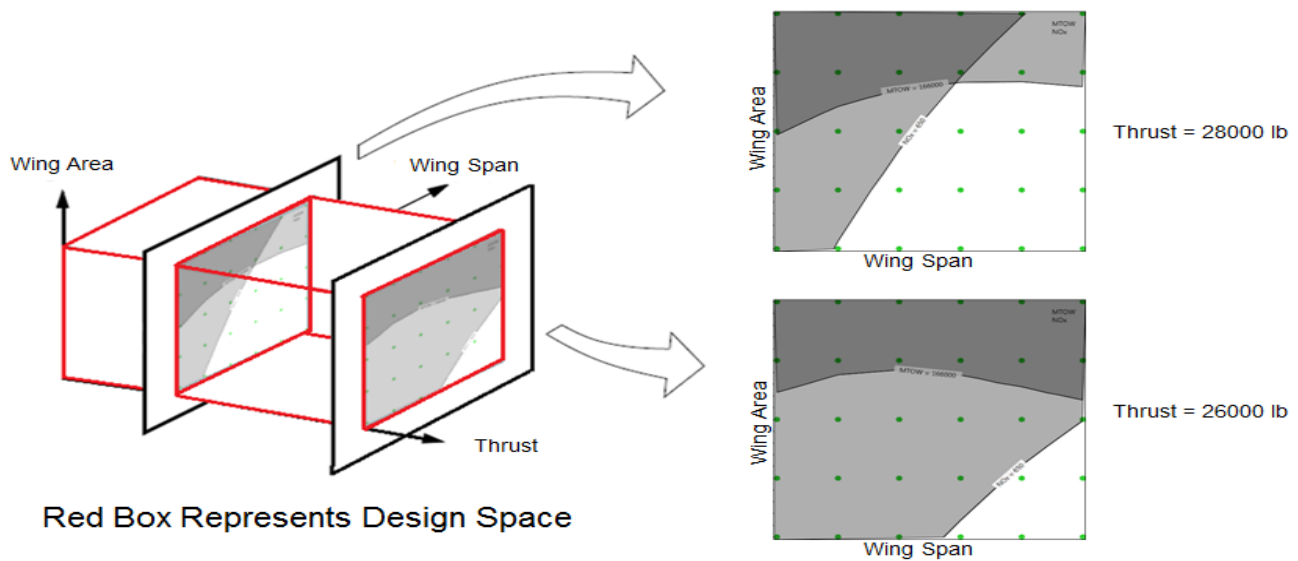 Wing Area
Wing Span
Thrust
Red Box Represents Design Space
MTOW
NOx
MTOW = 166000
NOx = 650
Wing Area
Wing Span
Thrust = 28000 lb
MTOW
NOx
MTOW = 166000
NOx = 650
Wing Area
Wing Span
Thrust = 26000 lb